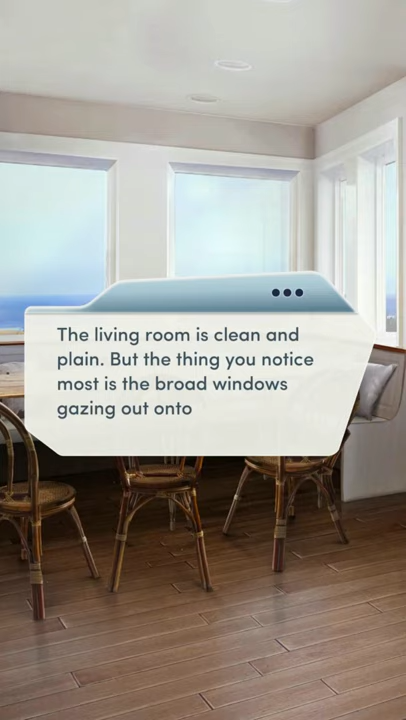 The living room is clean and
plain. But the thing you notice
most is the broad windows
gazing out onto